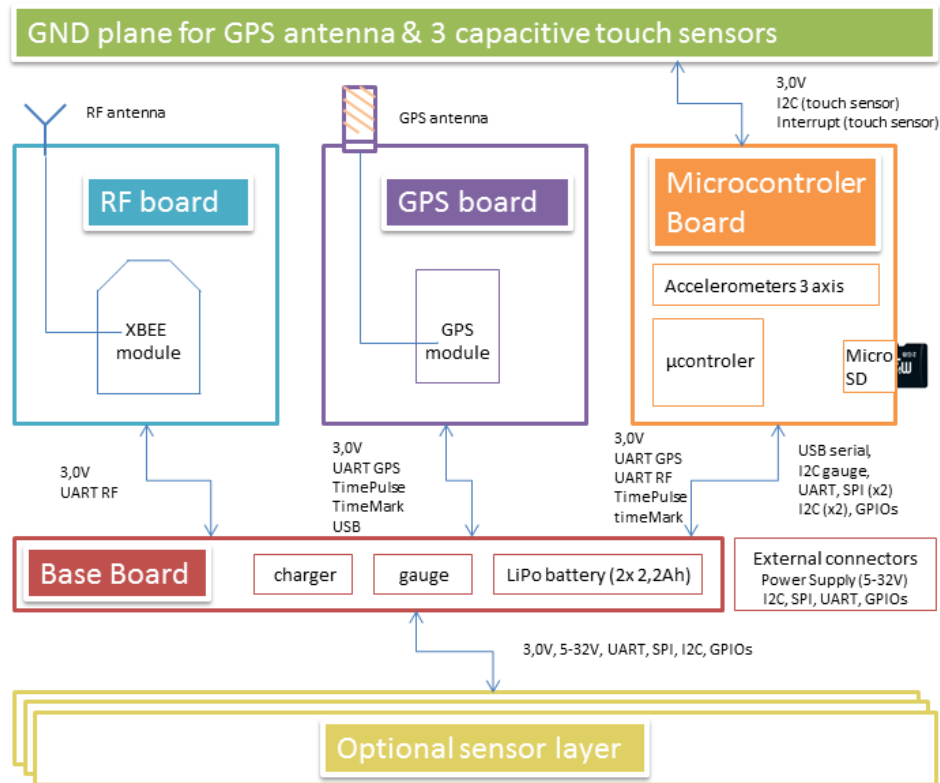 GND plane for GPS antenna & 3 capacitive touch sensors
3,0V
I2C (touch sensor)
Interrupt (touch sensor)
RF antenna
GPS antenna
RF board
GPS board
Microcontroler
Board
Accelerometers 3 axis
XBEE
module
GPS
module
µcontroler
Micro
SD
2GB
3,0V
UART RF
3,0V
UART GPS
TimePulse
TimeMark
USB
3,0V
UART GPS
UART RF
TimePulse
timeMark
USB serial,
I2C gauge,
UART, SPI (x2)
I2C (x2), GPIOs
Base Board
charger
gauge
LiPo battery (2x 2,2Ah)
External connectors
Power Supply (5-32V)
I2C, SPI, UART, GPIOs
3,0V, 5-32V, UART, SPI, I2C, GPIOs
Optional sensor layer